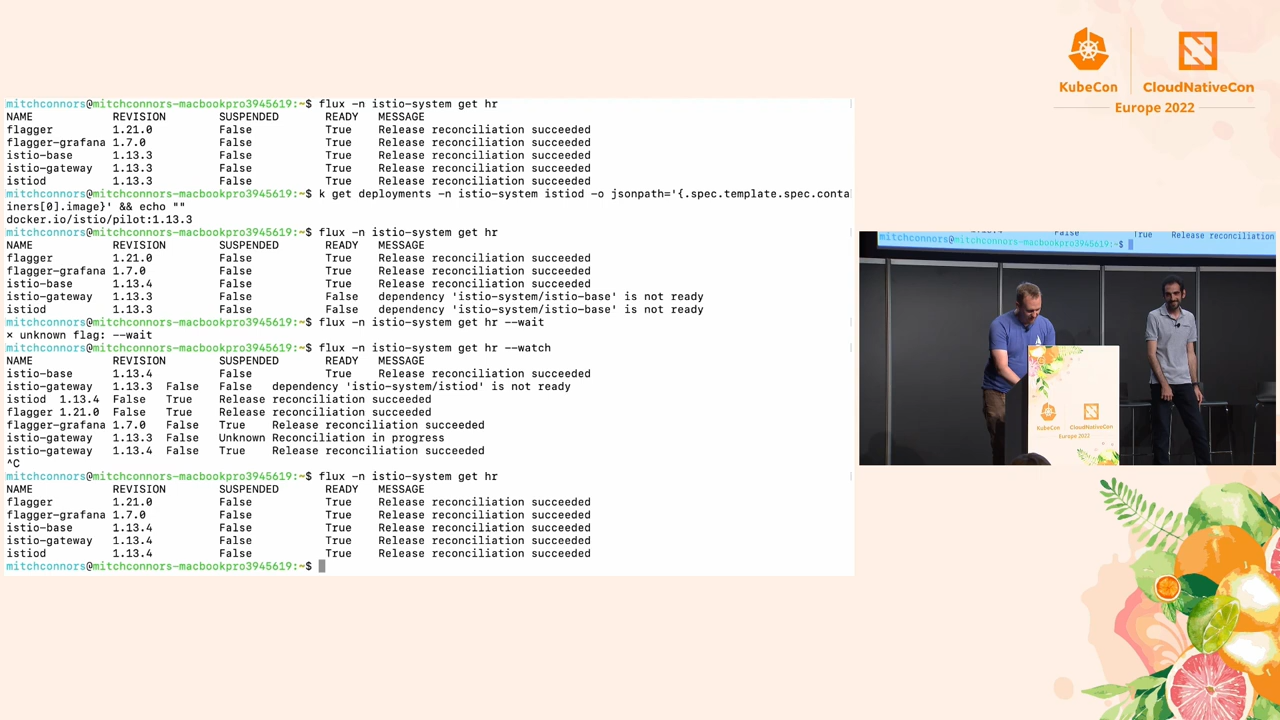 mitchconnors@mitchconnors-macbookpro3945619:~$ flux -n istio-system get hr
NAME REVISION SUSPENDED READY MESSAGE
flagger 1.21.0 False True Release reconciliation succeeded
flagger-grafana 1.7.0 False True Release reconciliation succeeded
istio-base 1.13.3 False True Release reconciliation succeeded
istio-gateway 1.13.3 False True Release reconciliation succeeded
istiod 1.13.3 False True Release reconciliation succeeded
mitchconnors@mitchconnors-macbookpro3945619:~$ k get deployments -n istio-system istiod -o jsonpath='{.spec.template.spec.conta
iners[0].image}' && echo ""
docker.io/istio/pilot:1.13.3
mitchconnors@mitchconnors-macbookpro3945619:~$ flux -n istio-system get hr
NAME REVISION SUSPENDED READY MESSAGE
flagger 1.21.0 False True Release reconciliation succeeded
flagger-grafana 1.7.0 False True Release reconciliation succeeded
istio-base 1.13.4 False True Release reconciliation succeeded
istio-gateway 1.13.3 False False dependency 'istio-system/istio-base' is not ready
istiod 1.13.3 False False dependency 'istio-system/istio-base' is not ready
mitchconnors@mitchconnors-macbookpro3945619:~$ flux -n istio-system get hr --wait
× unknown flag: --wait
mitchconnors@mitchconnors-macbookpro3945619:~$ flux -n istio-system get hr --watch
NAME REVISION SUSPENDED READY MESSAGE
istio-base 1.13.4 False True Release reconciliation succeeded
istio-gateway 1.13.3 False False dependency 'istio-system/istiod' is not ready
istiod 1.13.4 False True Release reconciliation succeeded
flagger 1.21.0 False True Release reconciliation succeeded
flagger-grafana 1.7.0 False True Release reconciliation succeeded
istio-gateway 1.13.3 False Unknown Reconciliation in progress
istio-gateway 1.13.4 False True Release reconciliation succeeded
^C
mitchconnors@mitchconnors-macbookpro3945619:~$ flux -n istio-system get hr
NAME REVISION SUSPENDED READY MESSAGE
flagger 1.21.0 False True Release reconciliation succeeded
flagger-grafana 1.7.0 False True Release reconciliation succeeded
istio-base 1.13.4 False True Release reconciliation succeeded
istio-gateway 1.13.4 False True Release reconciliation succeeded
istiod 1.13.4 False True Release reconciliation succeeded
mitchconnors@mitchconnors-macbookpro3945619:~$
KubeCon CloudNativeCon
Europe 2022
False True Release reconciliation
mitchconnors@mitchconnors-macbookpro3945619:~$
KubeCon CloudNativeCon
Europe 2022